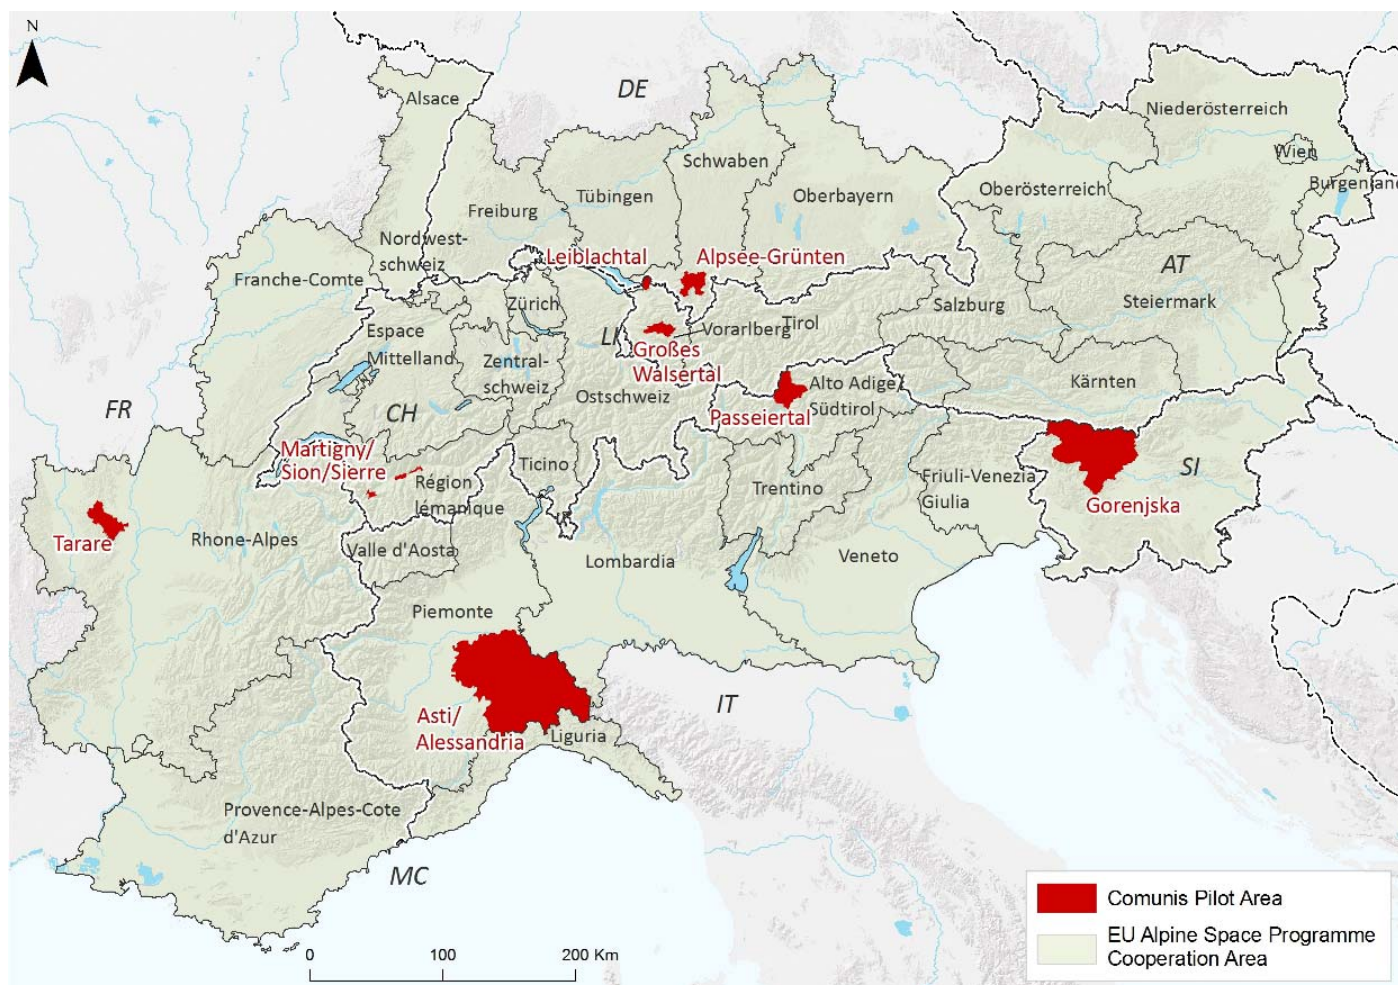 N
DE
Alsace
Niederösterreich
Wien
Schwaben
Burgenland
Tübingen
Oberösterreich
Oberbayern
Freiburg
Nordwest-
schweiz
Leiblachtal
Alpsee-Grünten
AT
Franche-Comte
Steiermark
Zürich
Salzburg
Espace
Mittelland
LI
Vorarlberg
Tirol
Großes
Walsertal
Zentral-
schweiz
Ostschweiz
Alto Adige
Südtirol
Kärnten
FR
CH
Passeiertal
Martigny/
Sion/Sierre
Ticino
SI
Région
lémanique
Trentino
Friuli-Venezia
Giulia
Gorenjska
Tarare
Rhone-Alpes
Valle d'Aosta
Lombardia
Veneto
Piemonte
IT
Asti/
Alessandria
Liguria
Provence-Alpes-Cote
d'Azur
MC
Comunis Pilot Area
EU Alpine Space Programme
Cooperation Area
0 100 200 Km